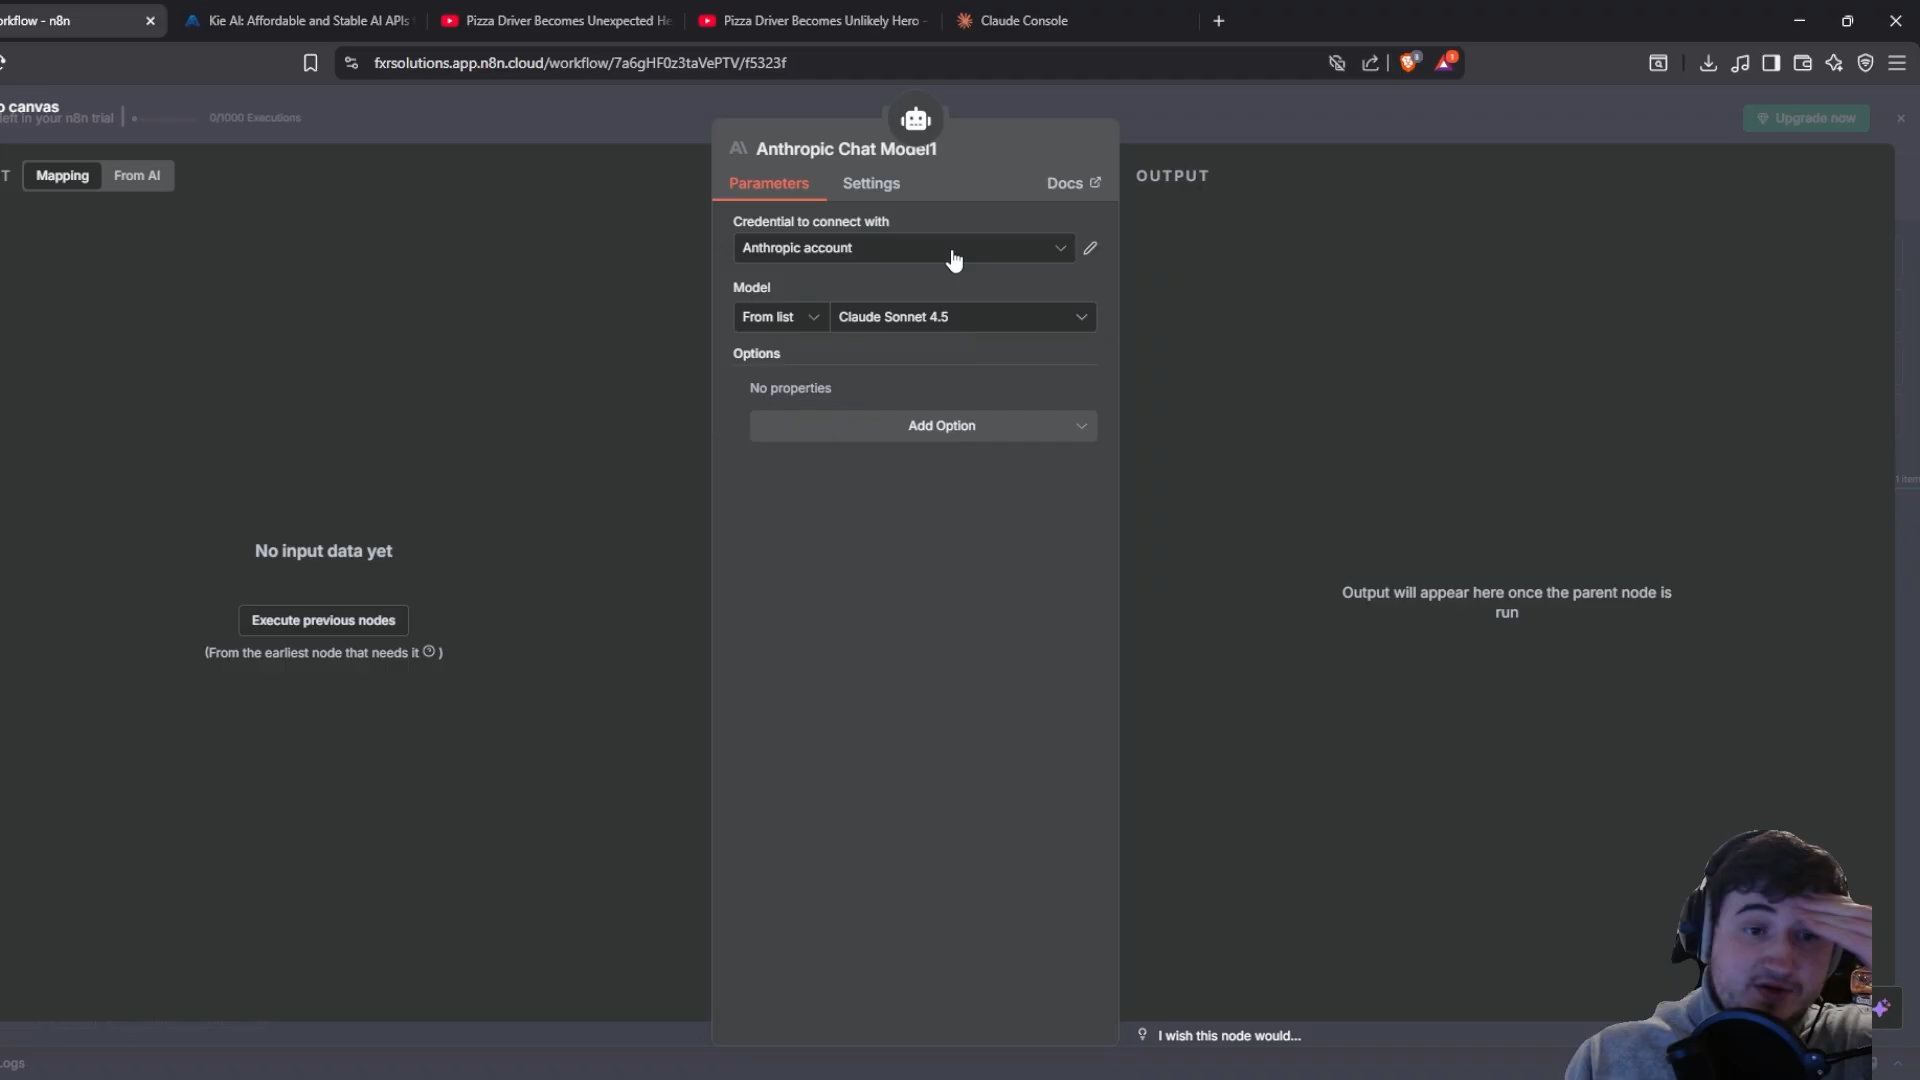 orkflow - n8n
Kie AI: Affordable and Stable AI APIs
Pizza Driver Becomes Unexpected He
Pizza Driver Becomes Unlikely Hero -
Claude Console
fxrsolutions.app.n8n.cloud/workflow/7a6gHF0z3taVePTV/f5323f
3
1
o canvas
left in your n8n trial
0/1000 Executions
Upgrade now
Anthropic Chat Model1
T
Mapping
From AI
Parameters
Settings
Docs
OUTPUT
Credential to connect with
Anthropic account
Model
From list
Claude Sonnet 4.5
Options
No properties
Add Option
1 item
No input data yet
Execute previous nodes
(From the earliest node that needs it ? )
Output will appear here once the parent node is
run
I wish this node would...
Logs